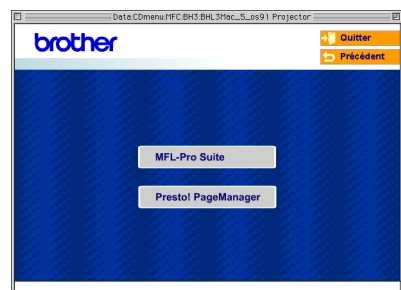 Data:CDmenu:MFC:BH3:BHL3Mac_5_os91 Projector
brother
Quitter
Précédent
MFL-Pro Suite
Presto! PageManager